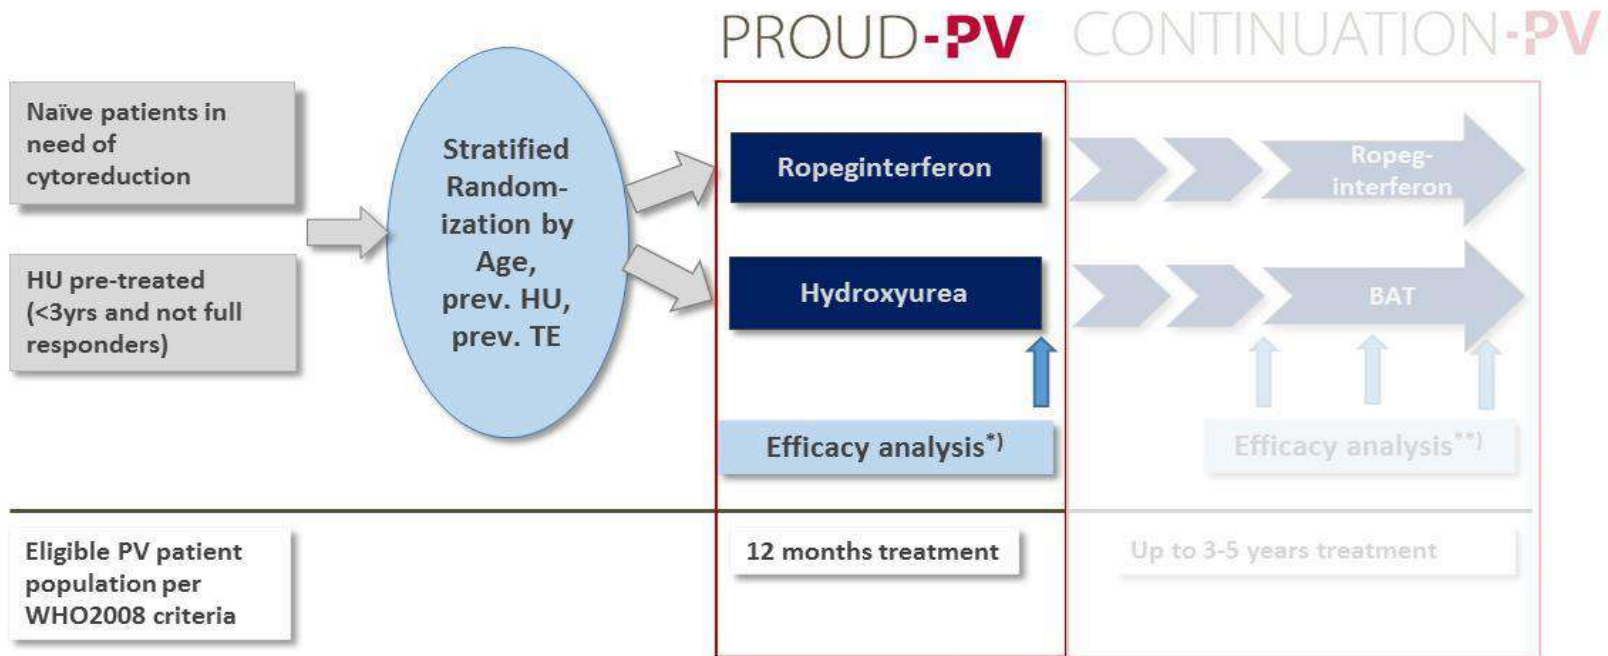 PROUD-PV
CONTINUATION-PV
Naïve patients in
need of
cytoreduction
HU pre-treated
(<3yrs and not full
responders)
Stratified
Random-
ization by
Age,
prev. HU,
prev. TE
Ropeginterferon
Hydroxyurea
Efficacy analysis*)
Ropeg-
interferon
BAT
Efficacy analysis**)
Eligible PV patient
population per
WHO2008 criteria
12 months treatment
Up to 3-5 years treatment